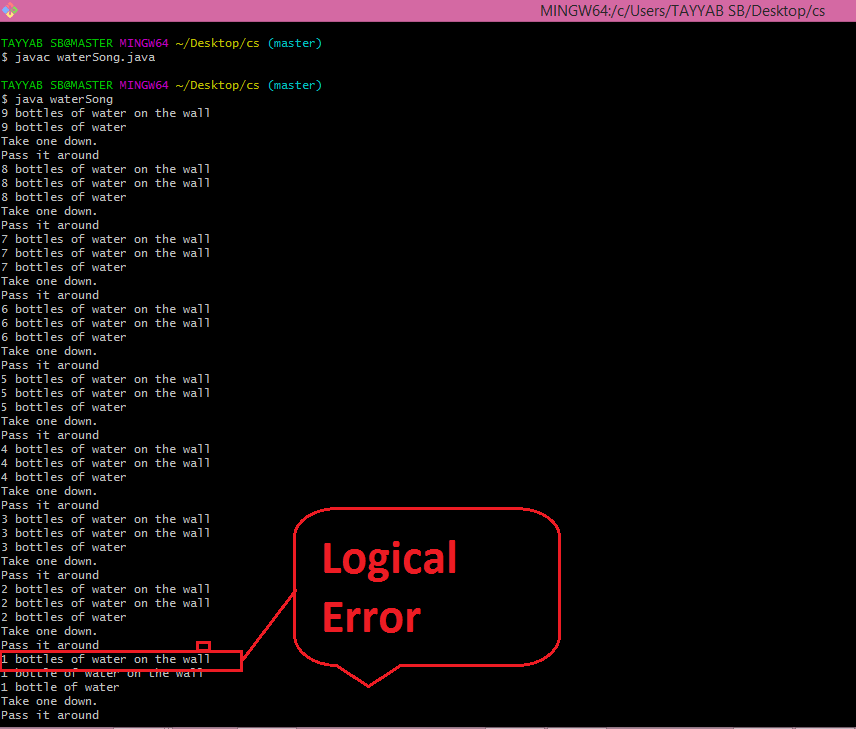 MINGW64:/c/Users/TAYYAB SB/Desktop/cs
TAYYAB SB@MASTER MINGW64 ~/Desktop/cs (master)
$ javac waterSong.java
TAYYAB SB@MASTER MINGW64 ~/Desktop/cs (master)
$ java waterSong
9 bottles of water on the wall
9 bottles of water
Take one down.
Pass it around
8 bottles of water on the wall
8 bottles of water on the wall
8 bottles of water
Take one down.
Pass it around
7 bottles of water on the wall
7 bottles of water on the wall
7 bottles of water
Take one down.
Pass it around
6 bottles of water on the wall
6 bottles of water on the wall
6 bottles of water
Take one down.
Pass it around
5 bottles of water on the wall
5 bottles of water on the wall
5 bottles of water
Take one down.
Pass it around
4 bottles of water on the wall
4 bottles of water on the wall
4 bottles of water
Take one down.
Pass it around
3 bottles of water on the wall
3 bottles of water on the wall
3 bottles of water
Take one down.
Pass it around
2 bottles of water on the wall
2 bottles of water on the wall
2 bottles of water
Take one down.
Pass it around
1 bottles of water on the wall
1 bottle of water on the wall
1 bottle of water
Take one down.
Pass it around
Logical
Error